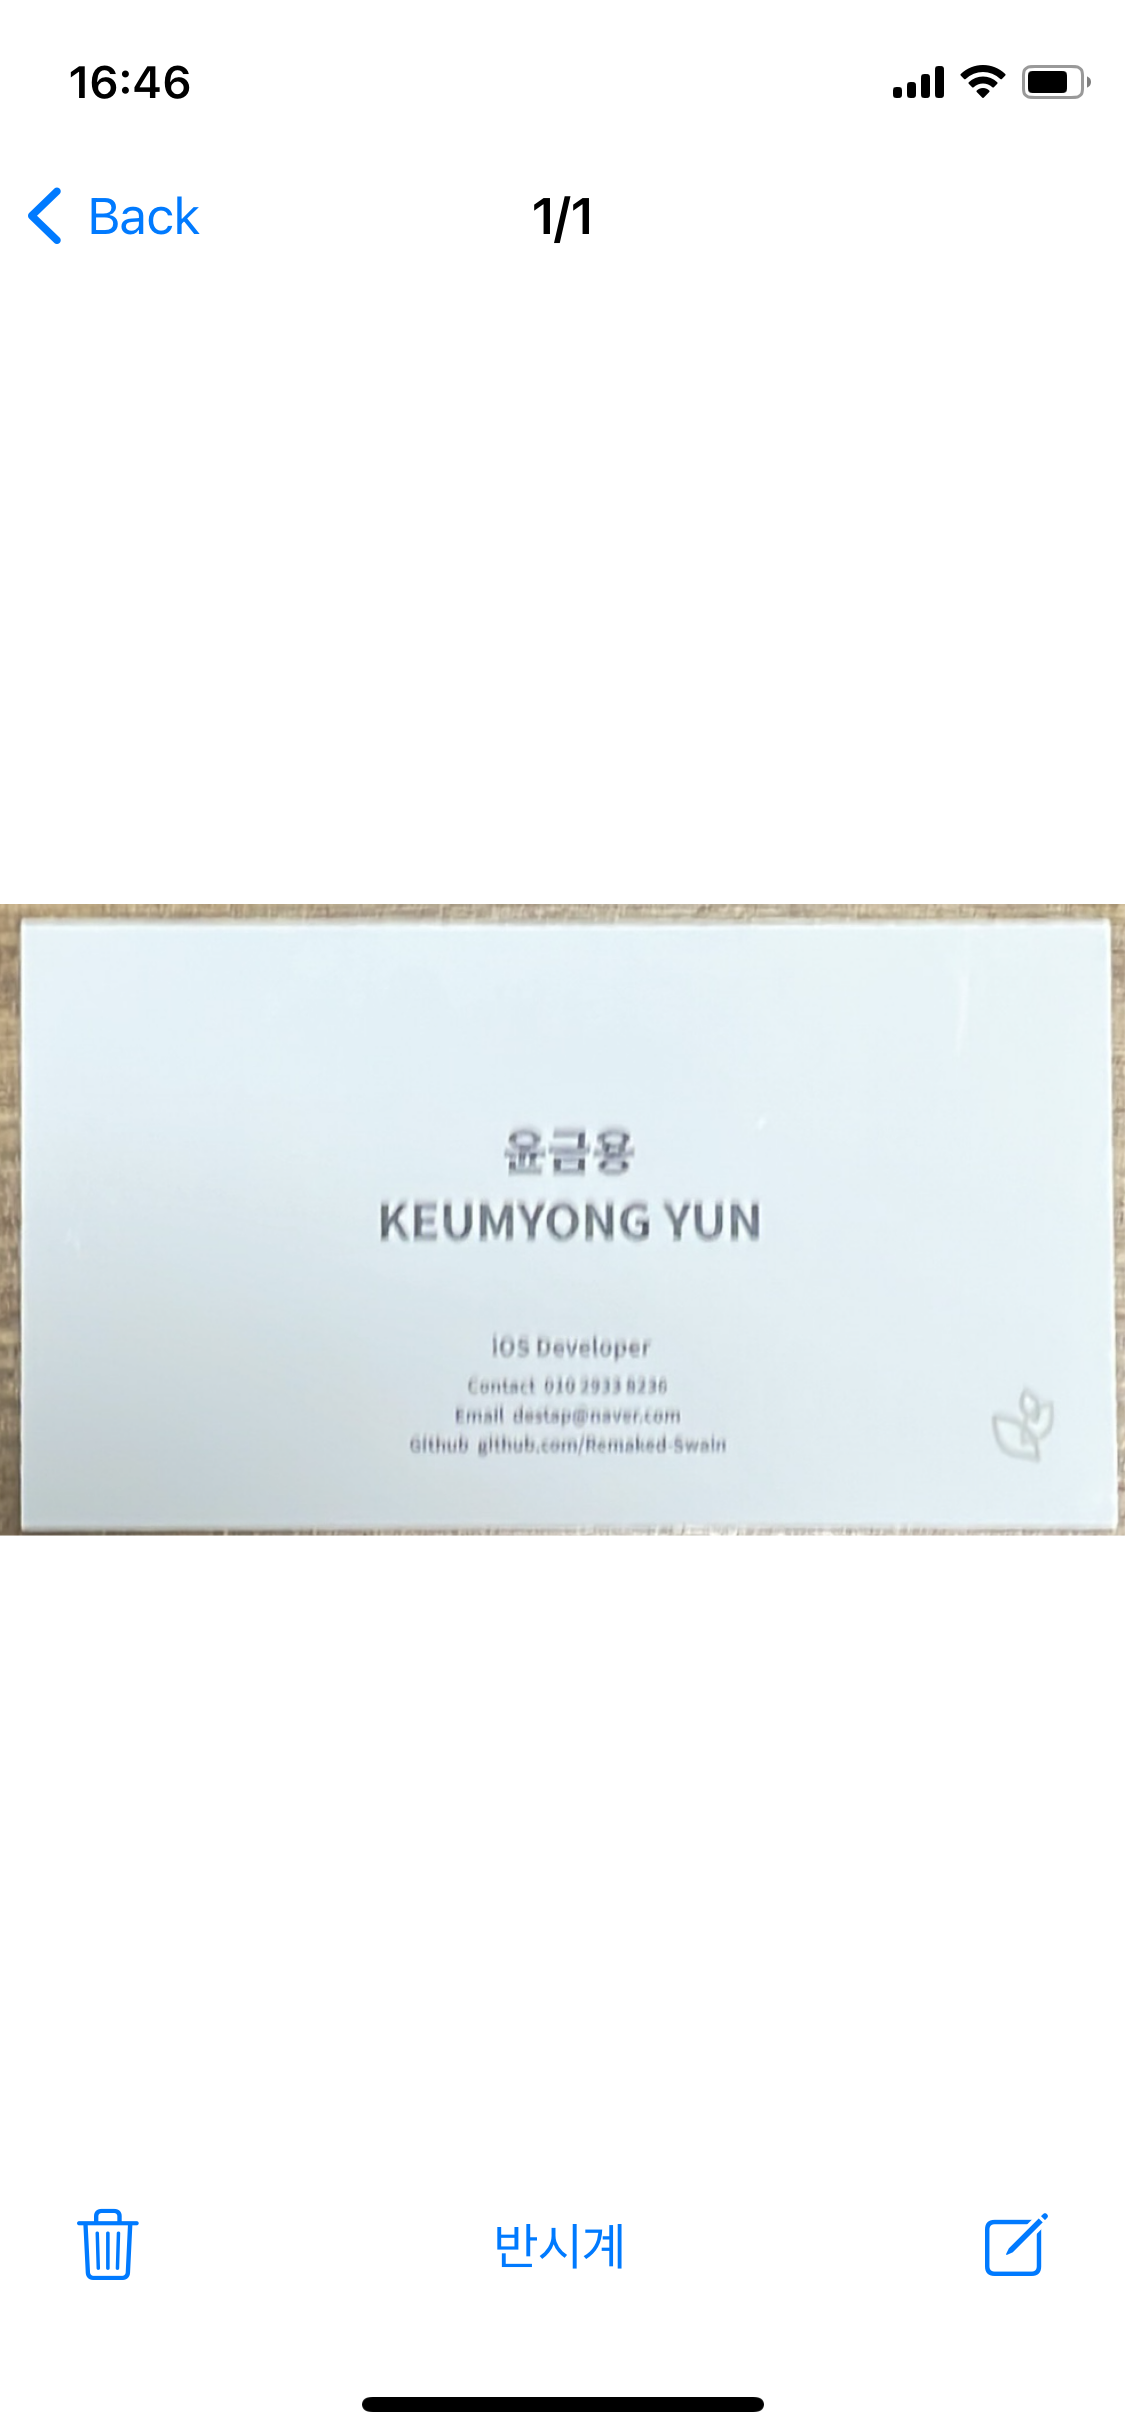 16:46
Back
1/1
윤금용
KEUMYONG YUN
iOS Developer
Contact 010 2933 8236
Email destap@naver.com
Github github.com/Remaked-Swain
반시계